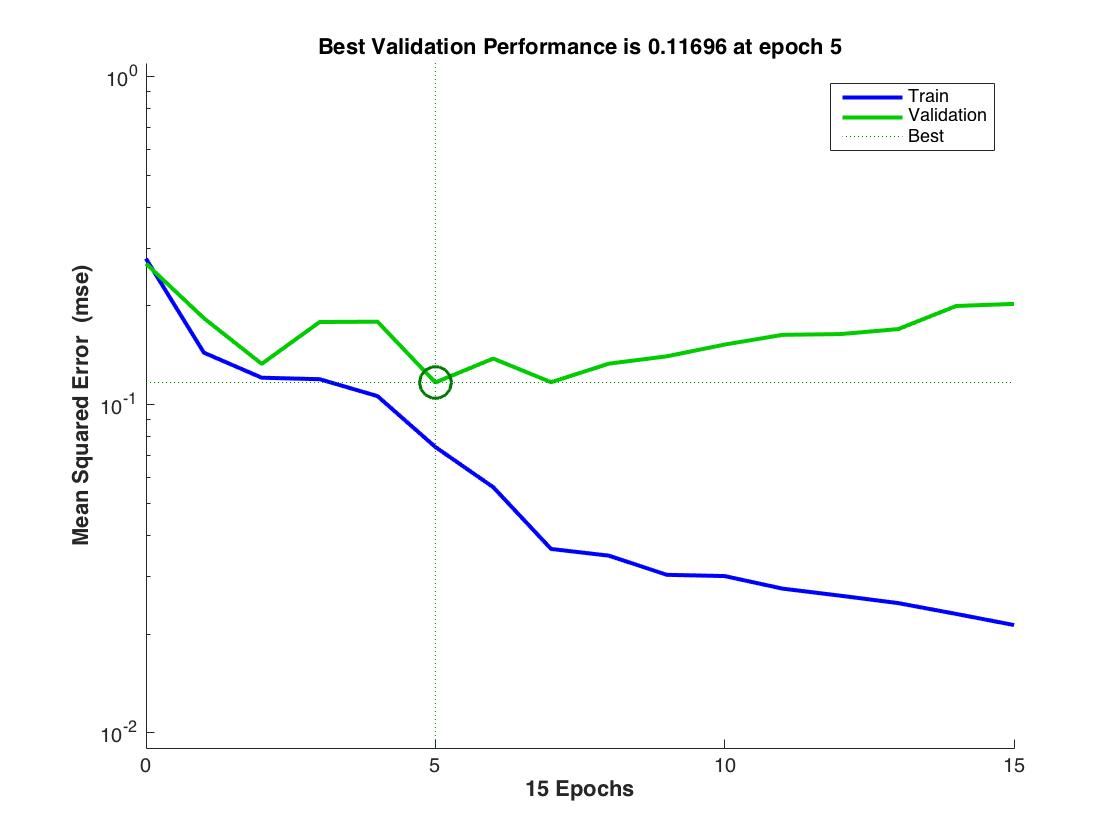 Best Validation Performance is 0.11696 at epoch 5
Train
Validation
Best
10^0
10^-1
10^-2
Mean Squared Error (mse)
0 5 10 15
15 Epochs